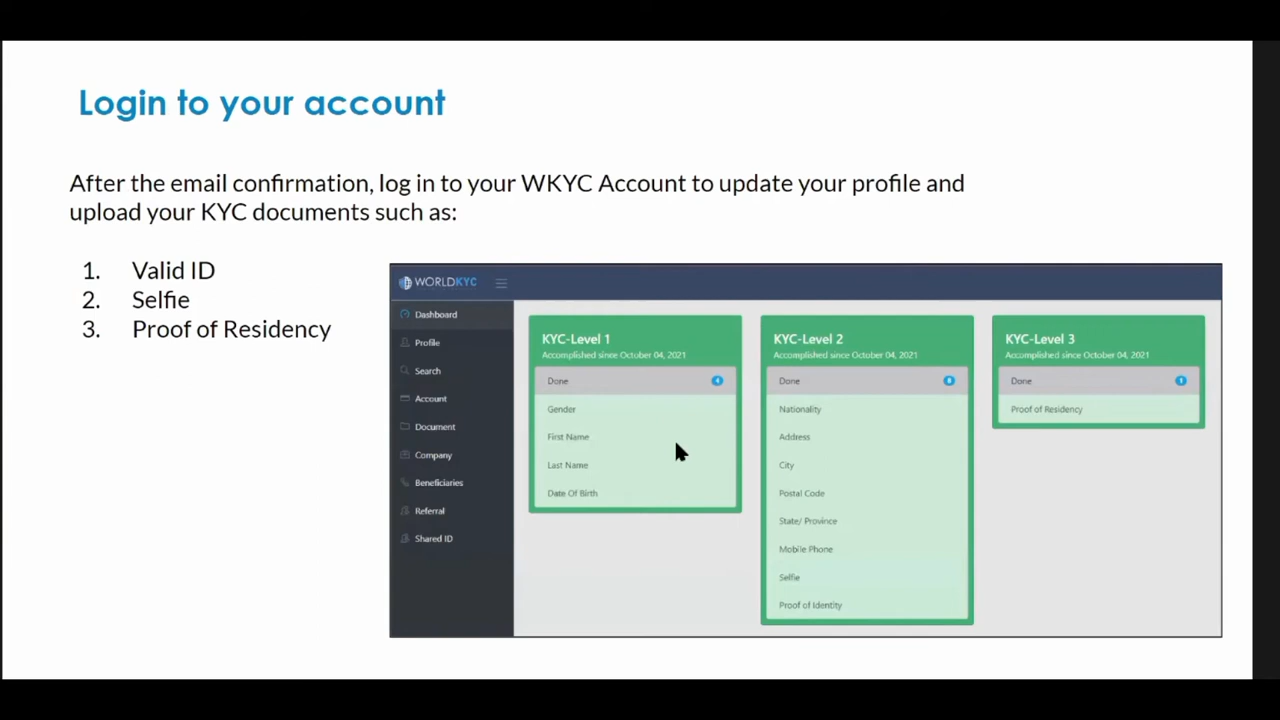 Login to your account
After the email confirmation, log in to your WKYC Account to update your profile and
upload your KYC documents such as:
1. Valid ID
2. Selfie
3. Proof of Residency
WORLDKYC
Dashboard
Profile
Search
Account
Document
Company
Beneficiaries
Referral
Shared ID
KYC-Level 1
Accomplished since October 04, 2021
Done 4
Gender
First Name
Last Name
Date Of Birth
KYC-Level 2
Accomplished since October 04, 2021
Done 8
Nationality
Address
City
Postal Code
State/ Province
Mobile Phone
Selfie
Proof of Identity
KYC-Level 3
Accomplished since October 04, 2021
Done 1
Proof of Residency